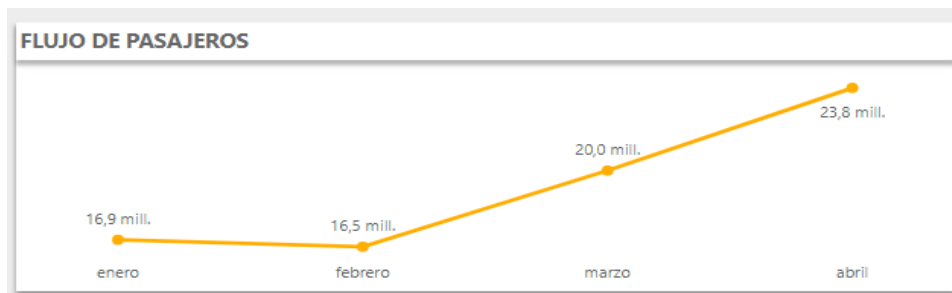 FLUJO DE PASAJEROS
23,8 mill.
20,0 mill.
16,9 mill.
16,5 mill.
enero febrero marzo abril